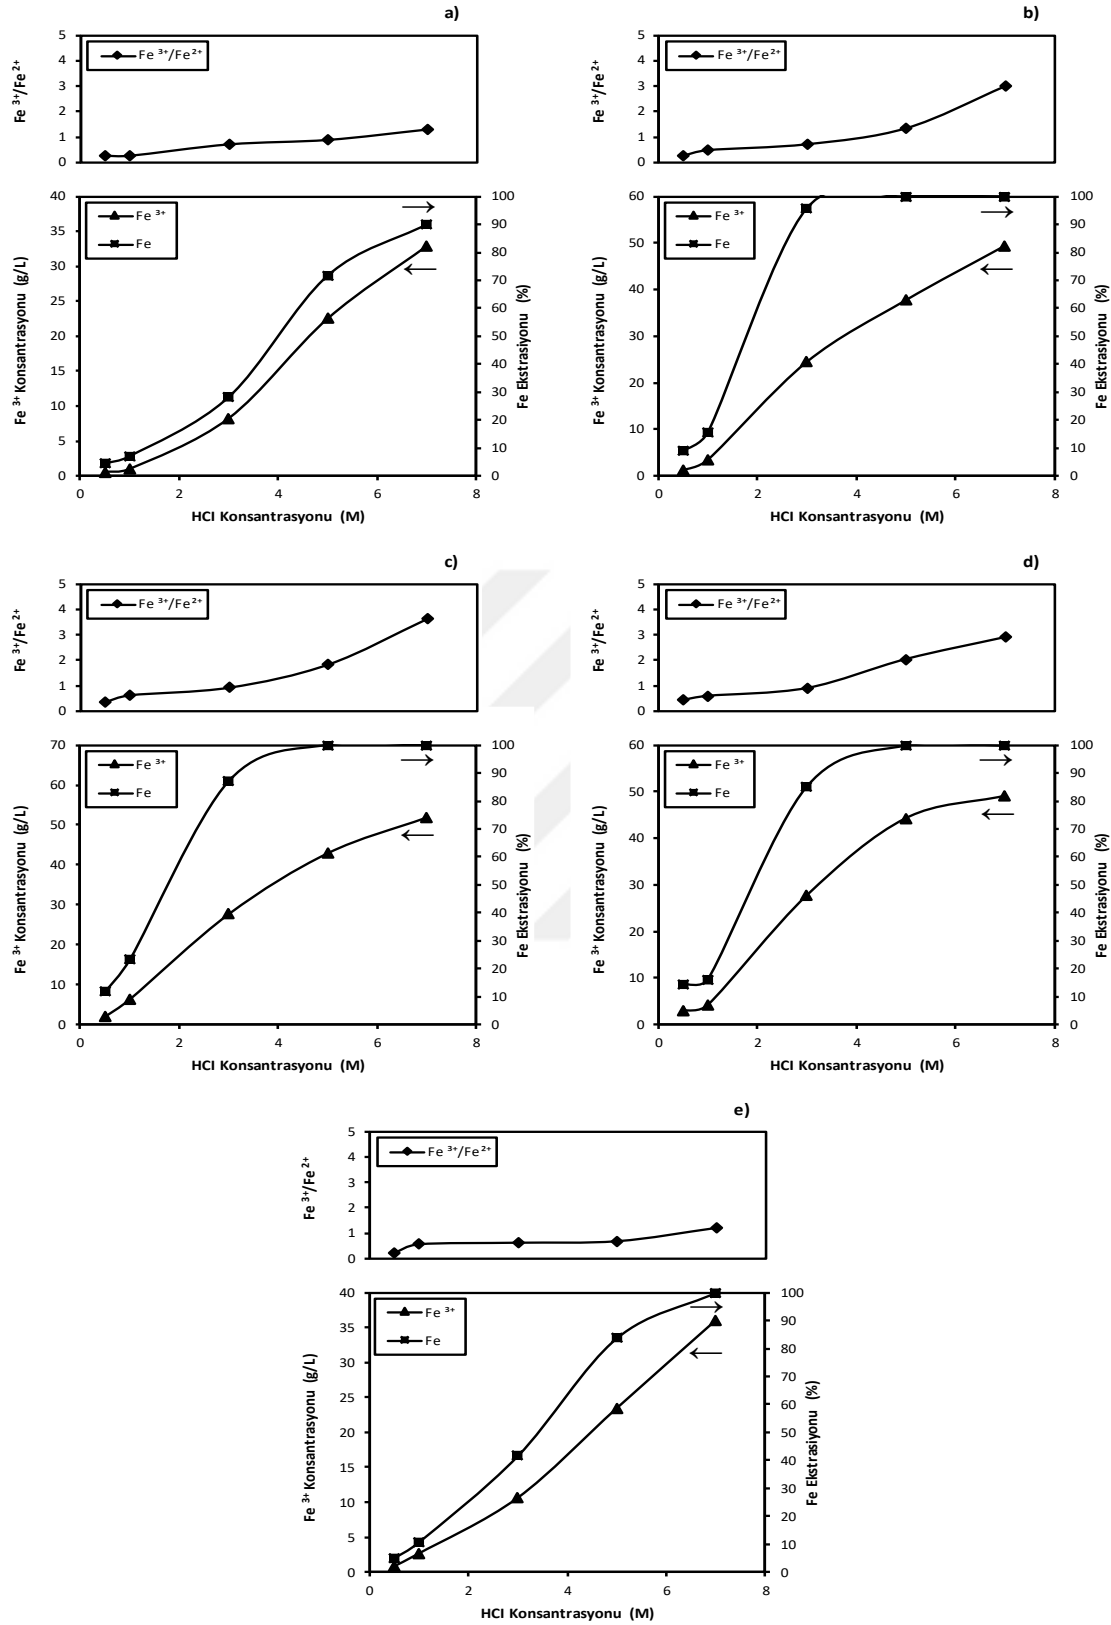 a)
Fe ³⁺/Fe²⁺
5
4
3
2
1
0
Fe ³⁺/Fe²⁺
40
35
30
25
20
15
10
5
0
Fe ³⁺ Konsantrasyonu (g/L)
Fe ³⁺
Fe
100
90
80
70
60
50
40
30
20
10
0
Fe Ekstrasiyonu (%)
0 2 4 6 8
HCl Konsantrasyonu (M)
b)
Fe ³⁺/Fe²⁺
5
4
3
2
1
0
Fe ³⁺/Fe²⁺
60
50
40
30
20
10
0
Fe ³⁺ Konsantrasyonu (g/L)
Fe ³⁺
Fe
100
90
80
70
60
50
40
30
20
10
0
Fe Ekstrasiyonu (%)
0 2 4 6 8
HCl Konsantrasyonu (M)
c)
Fe ³⁺/Fe²⁺
5
4
3
2
1
0
Fe ³⁺/Fe²⁺
70
60
50
40
30
20
10
0
Fe ³⁺ Konsantrasyonu (g/L)
Fe ³⁺
Fe
100
90
80
70
60
50
40
30
20
10
0
Fe Ekstrasiyonu (%)
0 2 4 6 8
HCl Konsantrasyonu (M)
d)
Fe ³⁺/Fe²⁺
5
4
3
2
1
0
Fe ³⁺/Fe²⁺
60
50
40
30
20
10
0
Fe ³⁺ Konsantrasyonu (g/L)
Fe ³⁺
Fe
100
90
80
70
60
50
40
30
20
10
0
Fe Ekstrasiyonu (%)
0 2 4 6 8
HCl Konsantrasyonu (M)
e)
Fe ³⁺/Fe²⁺
5
4
3
2
1
0
Fe ³⁺/Fe²⁺
40
35
30
25
20
15
10
5
0
Fe ³⁺ Konsantrasyonu (g/L)
Fe ³⁺
Fe
100
90
80
70
60
50
40
30
20
10
0
Fe Ekstrasiyonu (%)
0 2 4 6 8
HCl Konsantrasyonu (M)